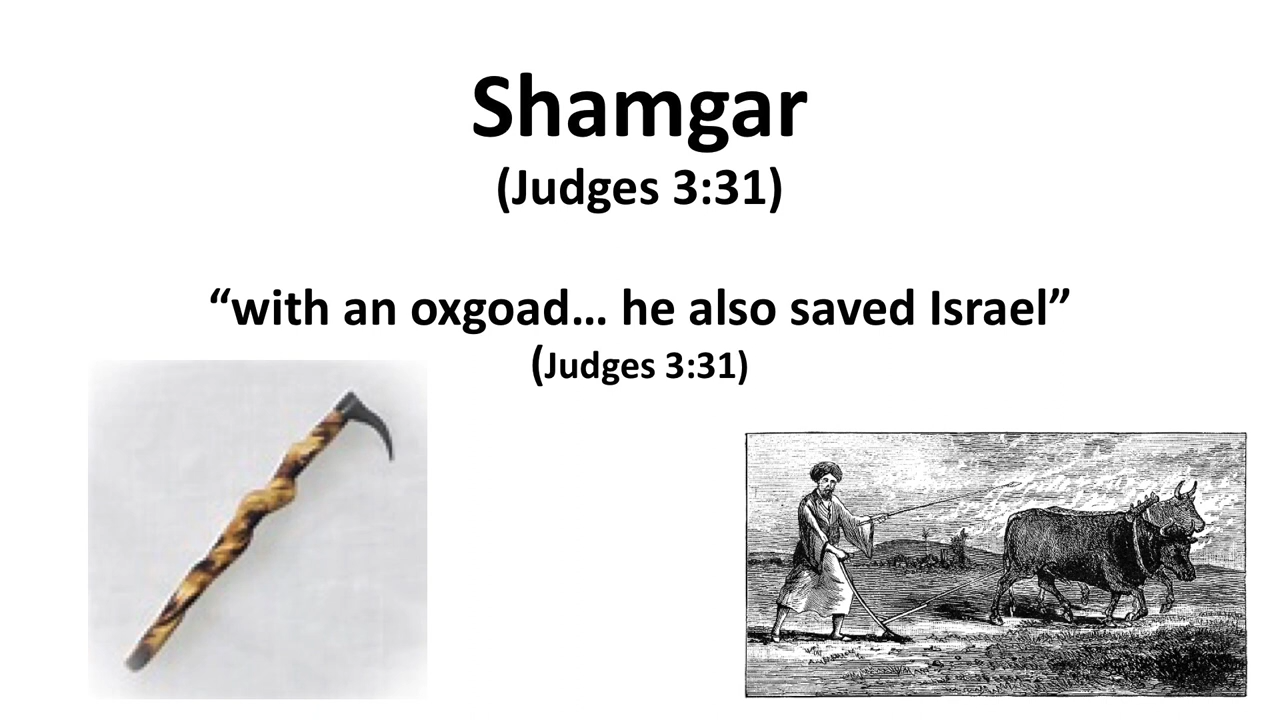 Shamgar
(Judges 3:31)
“with an oxgoad… he also saved Israel”
(Judges 3:31)